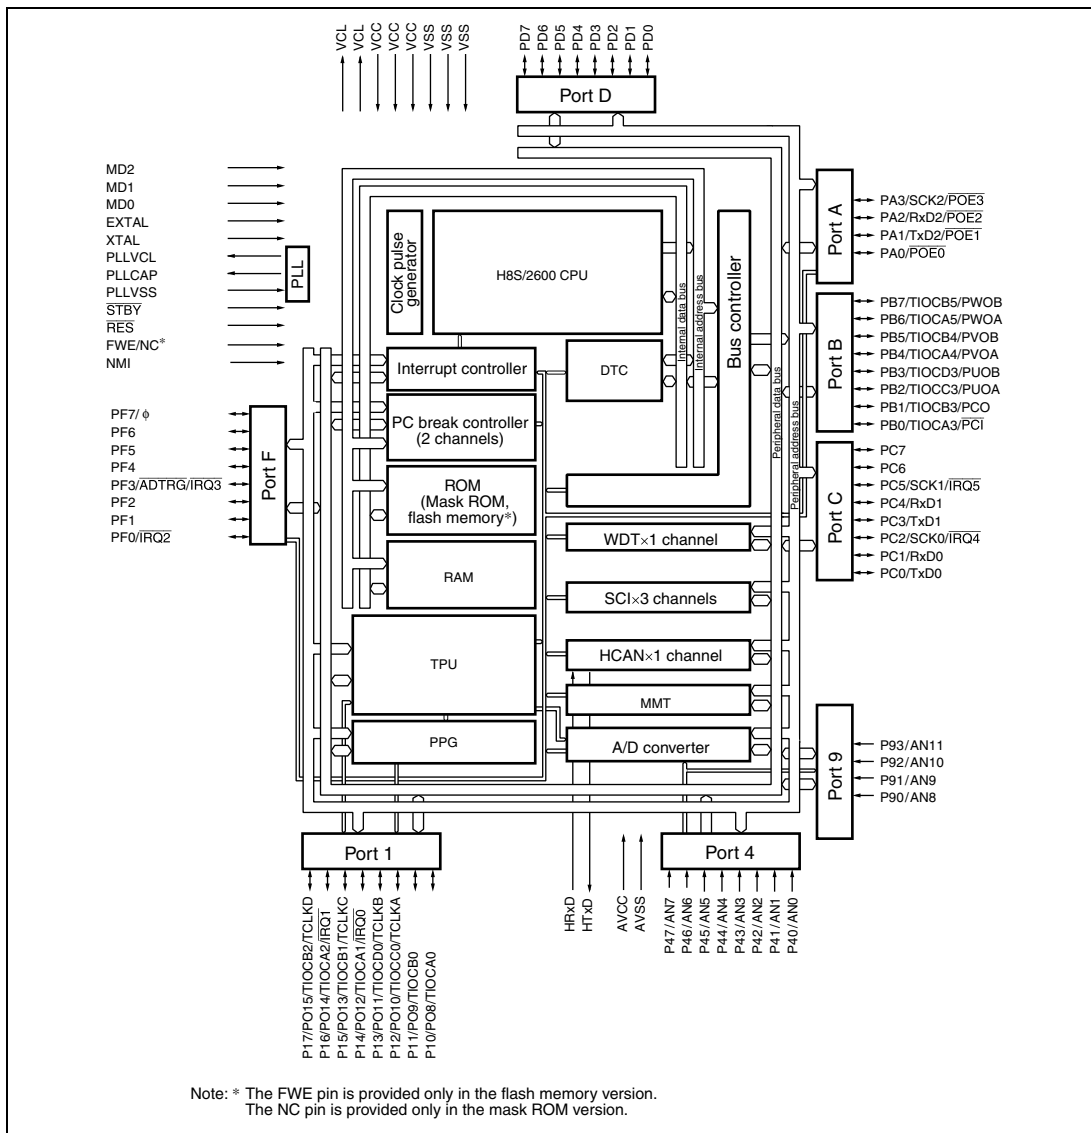 VCL
VCL
VCC
VCC
VCC
VSS
VSS
VSS
PD7
PD6
PD5
PD4
PD3
PD2
PD1
PD0
Port D
MD2
MD1
MD0
EXTAL
XTAL
PLLVCL
PLLCAP
PLLVSS
STBY
RES
FWE/NC*
NMI
PLL
Clock pulse
generator
H8S/2600 CPU
Internal data bus
Internal address bus
Bus controller
Peripheral data bus
Peripheral address bus
Port A
PA3/SCK2/POE3
PA2/RxD2/POE2
PA1/TxD2/POE1
PA0/POE0
Port B
PB7/TIOCB5/PWOB
PB6/TIOCA5/PWOA
PB5/TIOCB4/PVOB
PB4/TIOCA4/PVOA
PB3/TIOCD3/PUOB
PB2/TIOCC3/PUOA
PB1/TIOCB3/PCO
PB0/TIOCA3/PCI
Interrupt controller
DTC
PC break controller
(2 channels)
ROM
(Mask ROM,
flash memory*)
RAM
PF7/ϕ
PF6
PF5
PF4
PF3/ADTRG/IRQ3
PF2
PF1
PF0/IRQ2
Port F
Port C
PC7
PC6
PC5/SCK1/IRQ5
PC4/RxD1
PC3/TxD1
PC2/SCK0/IRQ4
PC1/RxD0
PC0/TxD0
WDT×1 channel
SCI×3 channels
TPU
HCAN×1 channel
MMT
PPG
A/D converter
Port 9
P93/AN11
P92/AN10
P91/AN9
P90/AN8
Port 1
Port 4
P17/PO15/TIOCB2/TCLKD
P16/PO14/TIOCA2/IRQ1
P15/PO13/TIOCB1/TCLKC
P14/PO12/TIOCA1/IRQ0
P13/PO11/TIOCD0/TCLKB
P12/PO10/TIOCC0/TCLKA
P11/PO9/TIOCB0
P10/PO8/TIOCA0
HRxD
HTxD
AVCC
AVSS
P47/AN7
P46/AN6
P45/AN5
P44/AN4
P43/AN3
P42/AN2
P41/AN1
P40/AN0
Note: * The FWE pin is provided only in the flash memory version.
The NC pin is provided only in the mask ROM version.